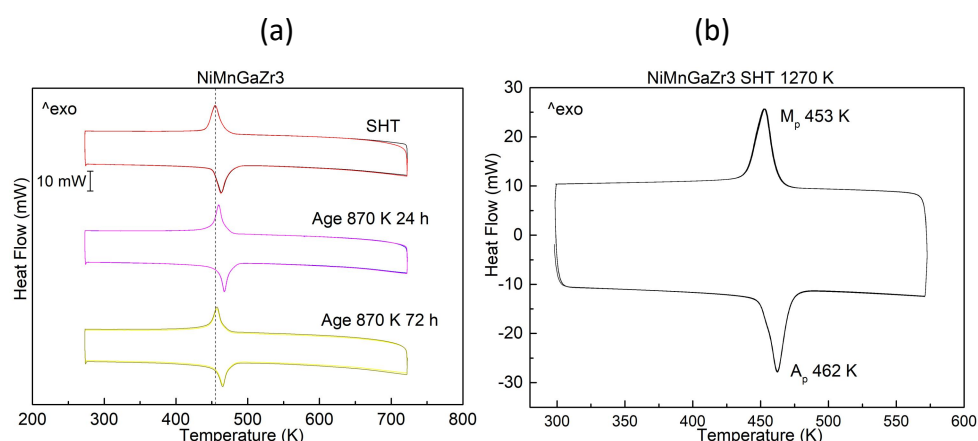 (a)
NiMnGaZr3
^exo
SHT
10 mW
Age 870 K 24 h
Age 870 K 72 h
Heat Flow (mW)
200 300 400 500 600 700 800
Temperature (K)
(b)
NiMnGaZr3 SHT 1270 K
^exo
M_p 453 K
A_p 462 K
Heat Flow (mW)
30
20
10
0
-10
-20
-30
300 350 400 450 500 550 600
Temperature (K)